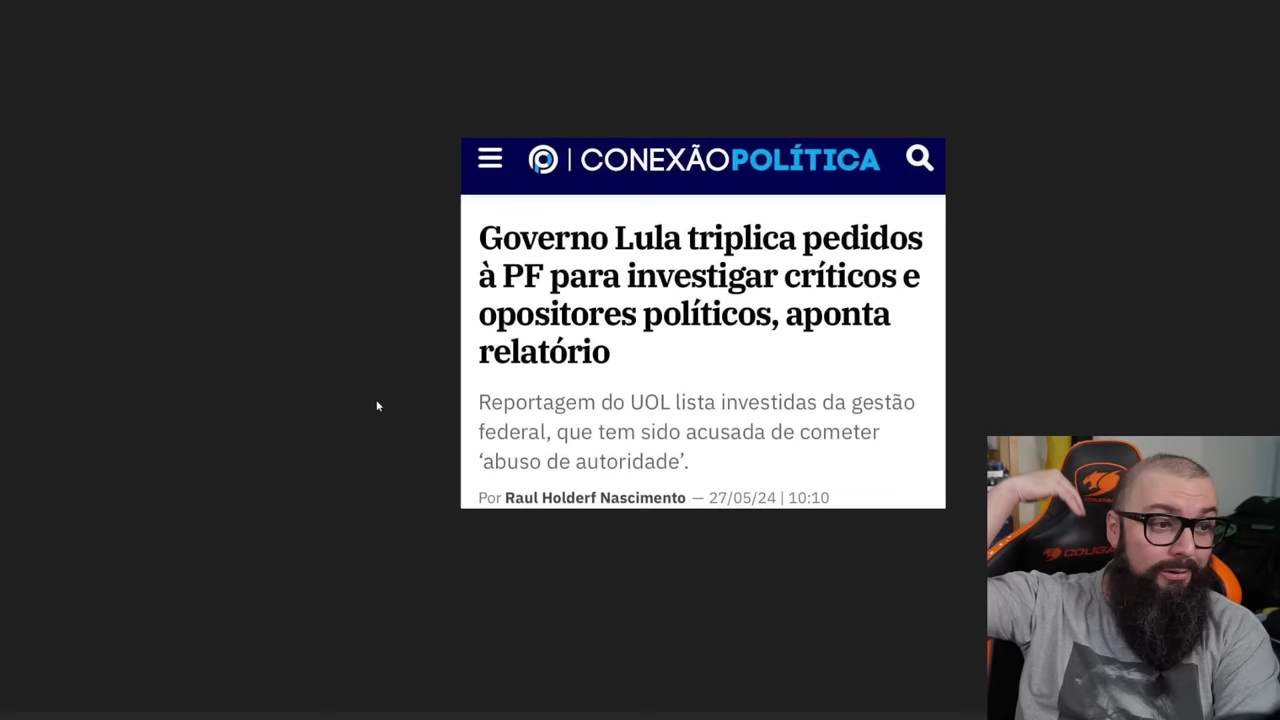 CONEXÃOPOLÍTICA
Governo Lula triplica pedidos
à PF para investigar críticos e
opositores políticos, aponta
relatório
Reportagem do UOL lista investidas da gestão
federal, que tem sido acusada de cometer
‘abuso de autoridade’.
Por Raul Holderf Nascimento — 27/05/24 | 10:10
COUGAR